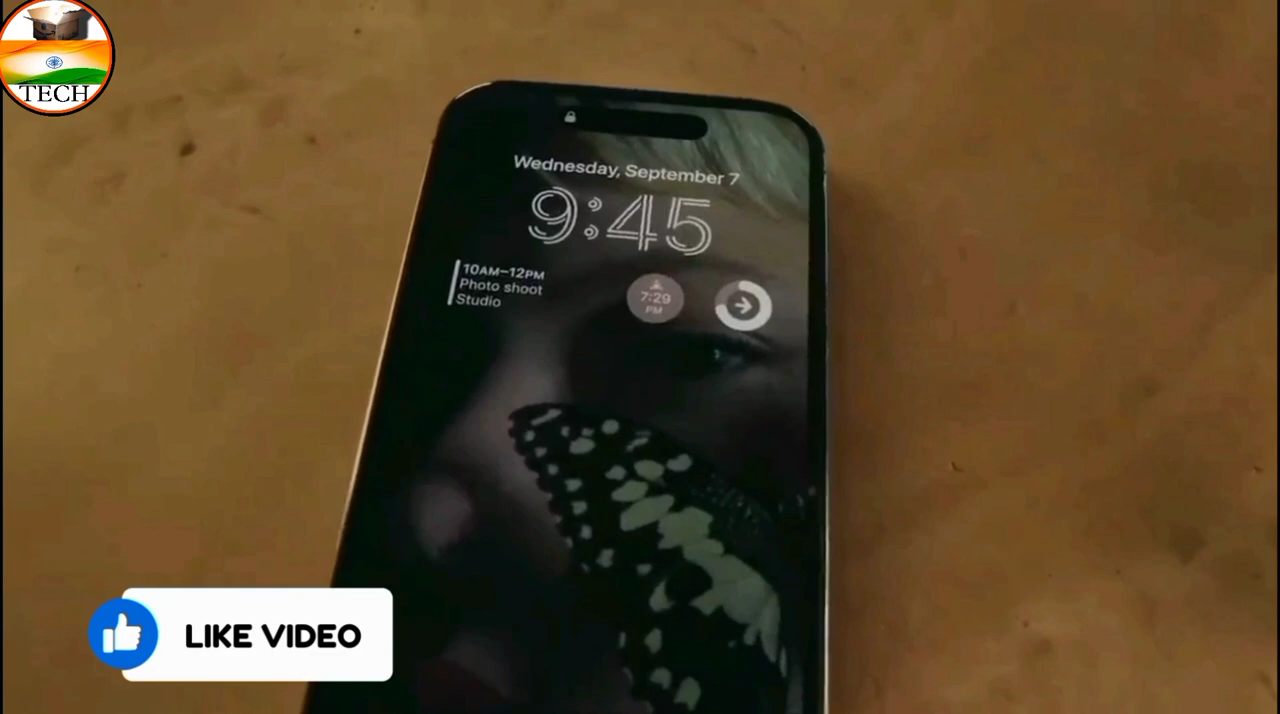 TECH
Wednesday, September 7
9:45
10AM–12PM
Photo shoot
Studio
7:29
PM
LIKE VIDEO